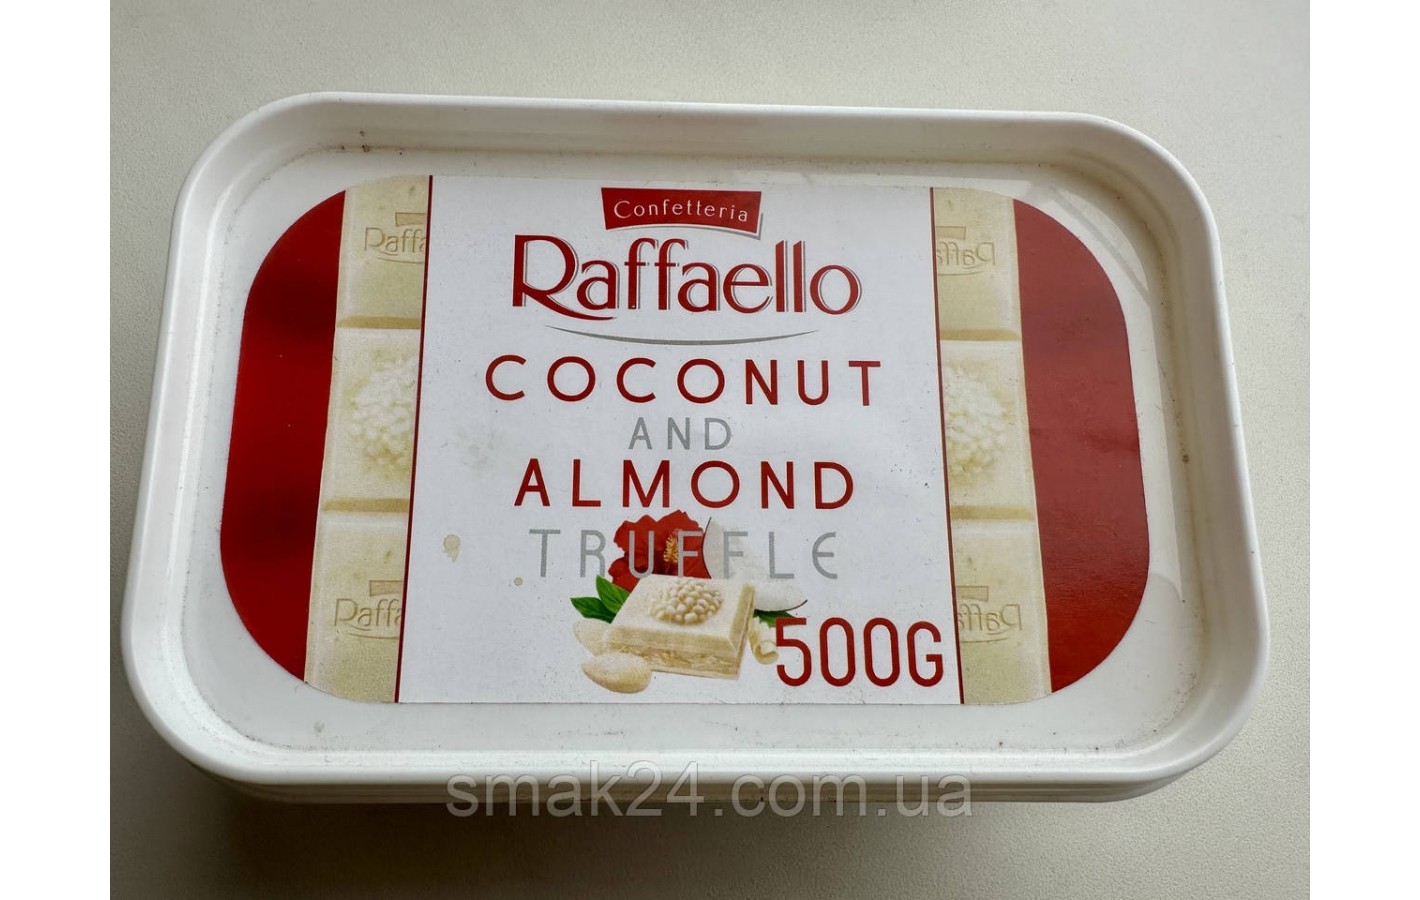 Confetteria
Raffaello
COCONUT
AND
ALMOND
TRUFFLE
500G
smak24.com.ua